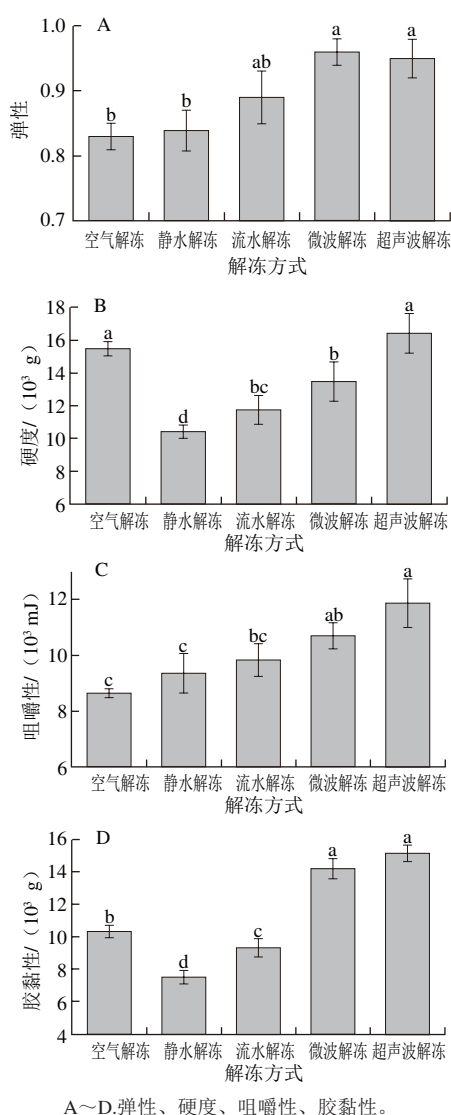 A
1.0
0.9
0.8
0.7
弹性
b
b
ab
a
a
空气解冻 静水解冻 流水解冻 微波解冻 超声波解冻
解冻方式
B
18
16
14
12
10
8
6
硬度/（10³ g）
a
d
bc
b
a
空气解冻 静水解冻 流水解冻 微波解冻 超声波解冻
解冻方式
C
12
10
8
6
咀嚼性/（10³ mJ）
c
c
bc
ab
a
空气解冻 静水解冻 流水解冻 微波解冻 超声波解冻
解冻方式
D
16
14
12
10
8
6
4
胶黏性/（10³ g）
b
d
c
a
a
空气解冻 静水解冻 流水解冻 微波解冻 超声波解冻
解冻方式
A～D.弹性、硬度、咀嚼性、胶黏性。